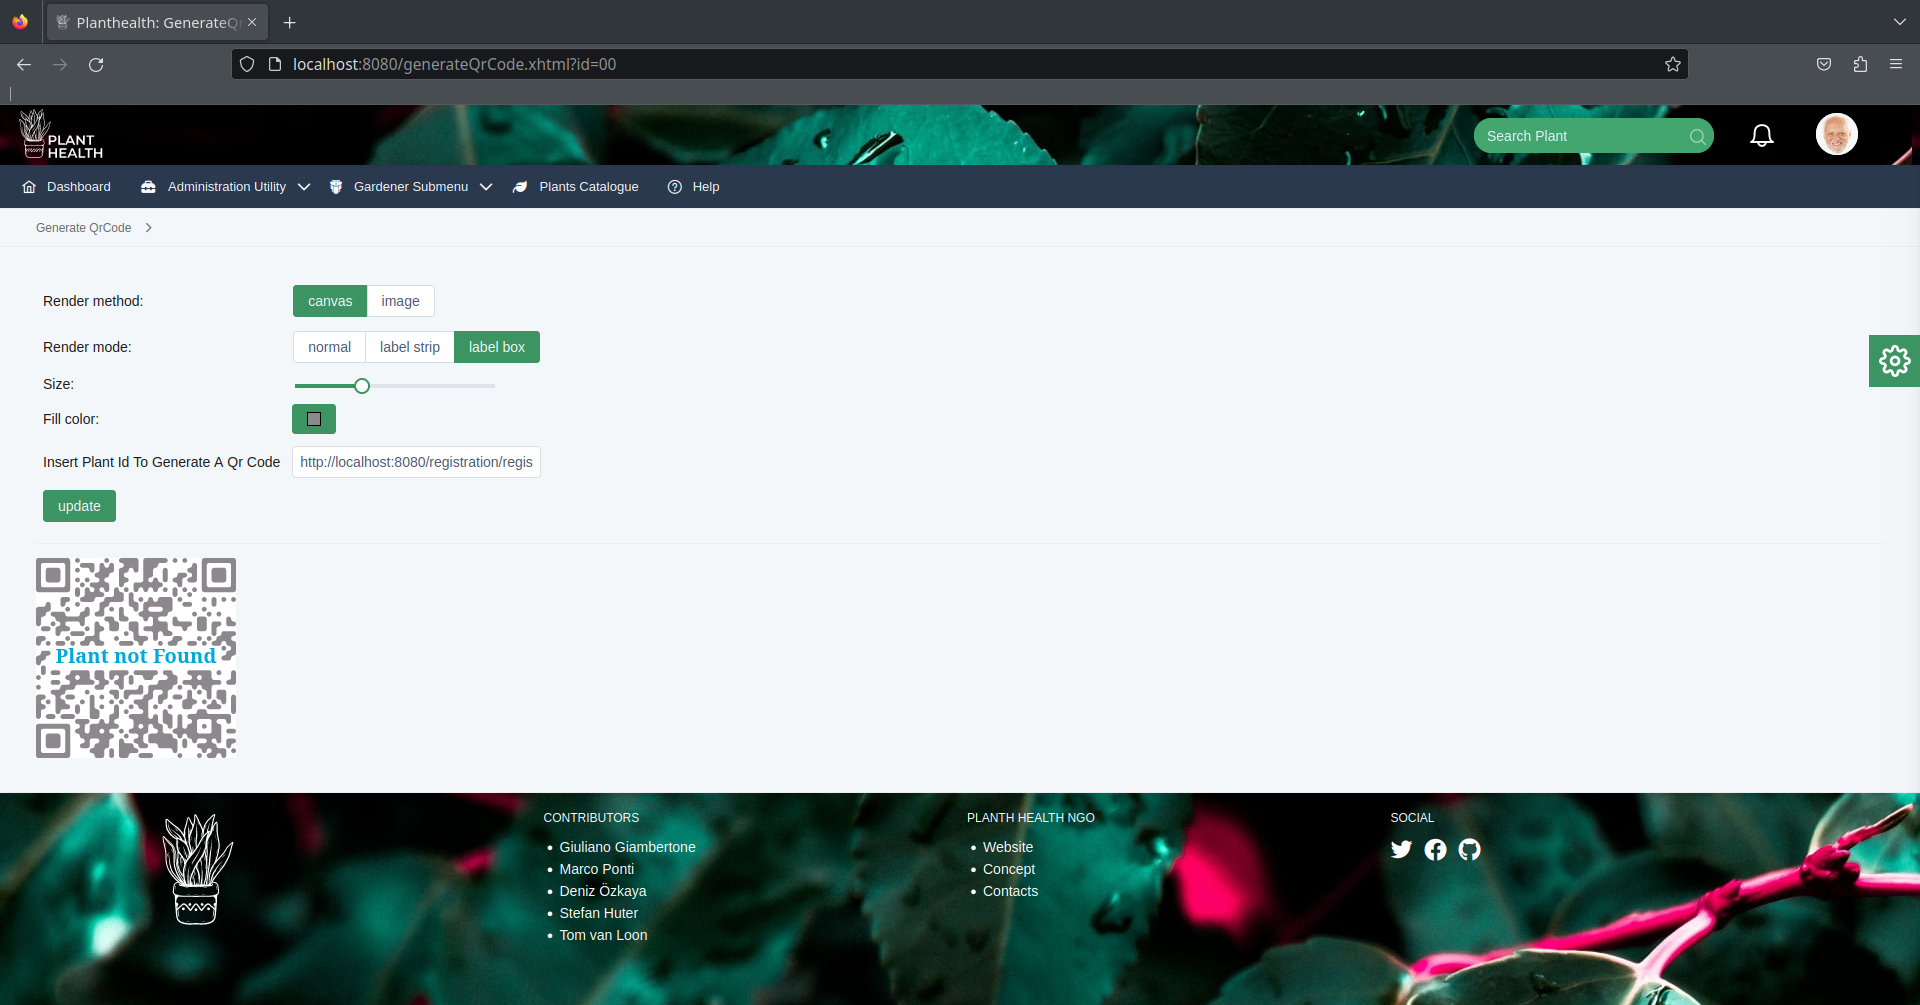 Planthealth: GenerateQr
localhost:8080/generateQrCode.xhtml?id=00
PLANT
HEALTH
Search Plant
Dashboard
Administration Utility
Gardener Submenu
Plants Catalogue
Help
Generate QrCode
Render method:
canvas
image
Render mode:
normal
label strip
label box
Size:
Fill color:
Insert Plant Id To Generate A Qr Code
http://localhost:8080/registration/regis
update
Plant not Found
CONTRIBUTORS
Giuliano Giambertone
Marco Ponti
Deniz Özkaya
Stefan Huter
Tom van Loon
PLANTH HEALTH NGO
Website
Concept
Contacts
SOCIAL